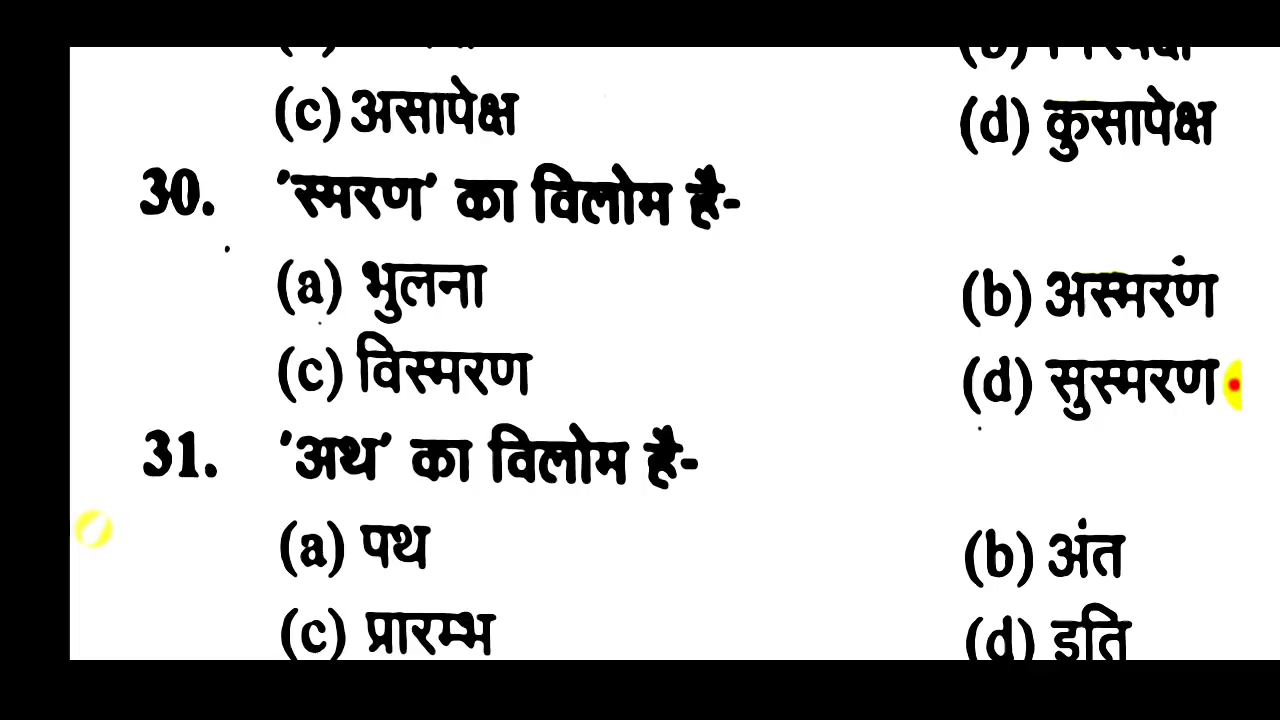 (c) असापेक्ष (d) कुसापेक्ष
30. 'स्मरण' का विलोम है-
(a) भुलना (b) अस्मरंण
(c) विस्मरण (d) सुस्मरण
31. 'अथ' का विलोम है-
(a) पथ (b) अंत
(c) प्रारम्भ (d) इति